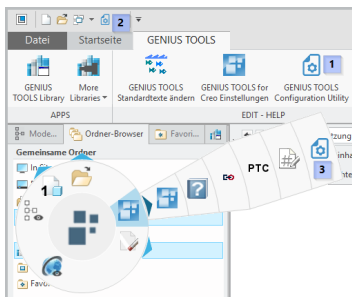 2
Datei Startseite GENIUS TOOLS
1
GENIUS TOOLS Library
More Libraries
GENIUS TOOLS Standardtexte ändern
GENIUS TOOLS for Creo Einstellungen
GENIUS TOOLS Configuration Utility
APPS
EDIT - HELP
Mode... Ordner-Browser Favori...
Gemeinsame Ordner
1
PTC
3